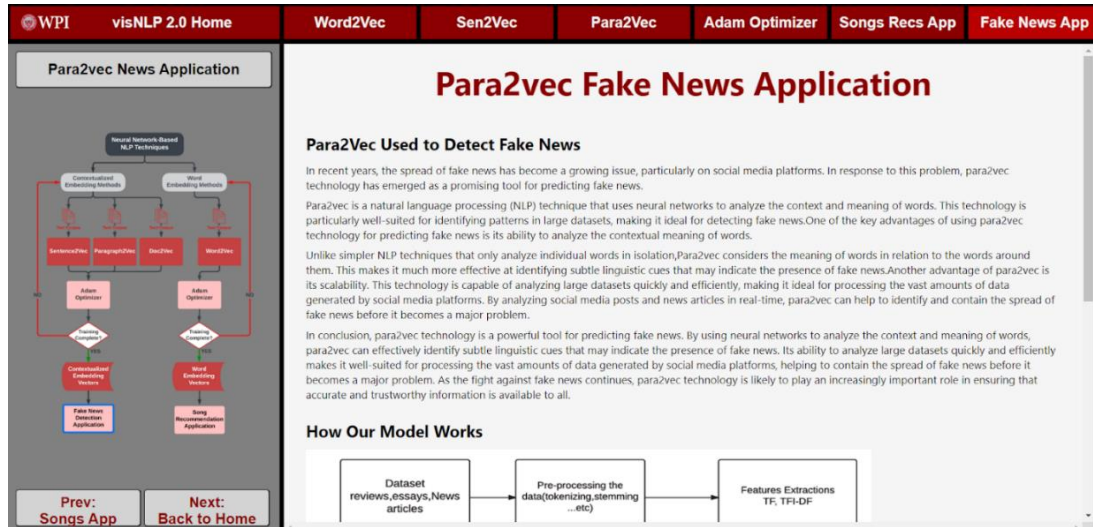 WPI
visNLP 2.0 Home
Word2Vec
Sen2Vec
Para2Vec
Adam Optimizer
Songs Recs App
Fake News App
Para2vec News Application
Neural Network-Based
NLP Techniques
Contextualized
Embedding Methods
Word
Embedding Methods
Sentence2Vec
Paragraph2Vec
Doc2Vec
Word2Vec
Adam
Optimizer
Adam
Optimizer
NO
NO
Training
Complete?
Training
Complete?
YES
YES
Contextualized
Embedding
Vectors
Word
Embedding
Vectors
Fake News
Detection
Application
Song
Recommendation
Application
Prev:
Songs App
Next:
Back to Home
Para2vec Fake News Application
Para2Vec Used to Detect Fake News
In recent years, the spread of fake news has become a growing issue, particularly on social media platforms. In response to this problem, para2vec
technology has emerged as a promising tool for predicting fake news.
Para2vec is a natural language processing (NLP) technique that uses neural networks to analyze the context and meaning of words. This technology is
particularly well-suited for identifying patterns in large datasets, making it ideal for detecting fake news.One of the key advantages of using para2vec
technology for predicting fake news is its ability to analyze the contextual meaning of words.
Unlike simpler NLP techniques that only analyze individual words in isolation,Para2vec considers the meaning of words in relation to the words around
them. This makes it much more effective at identifying subtle linguistic cues that may indicate the presence of fake news.Another advantage of para2vec is
its scalability. This technology is capable of analyzing large datasets quickly and efficiently, making it ideal for processing the vast amounts of data
generated by social media platforms. By analyzing social media posts and news articles in real-time, para2vec can help to identify and contain the spread of
fake news before it becomes a major problem.
In conclusion, para2vec technology is a powerful tool for predicting fake news. By using neural networks to analyze the context and meaning of words,
para2vec can effectively identify subtle linguistic cues that may indicate the presence of fake news. Its ability to analyze large datasets quickly and efficiently
makes it well-suited for processing the vast amounts of data generated by social media platforms, helping to contain the spread of fake news before it
becomes a major problem. As the fight against fake news continues, para2vec technology is likely to play an increasingly important role in ensuring that
accurate and trustworthy information is available to all.
How Our Model Works
Dataset
reviews,essays,News
articles
Pre-processing the
data(tokenizing,stemming
...etc)
Features Extractions
TF, TFI-DF